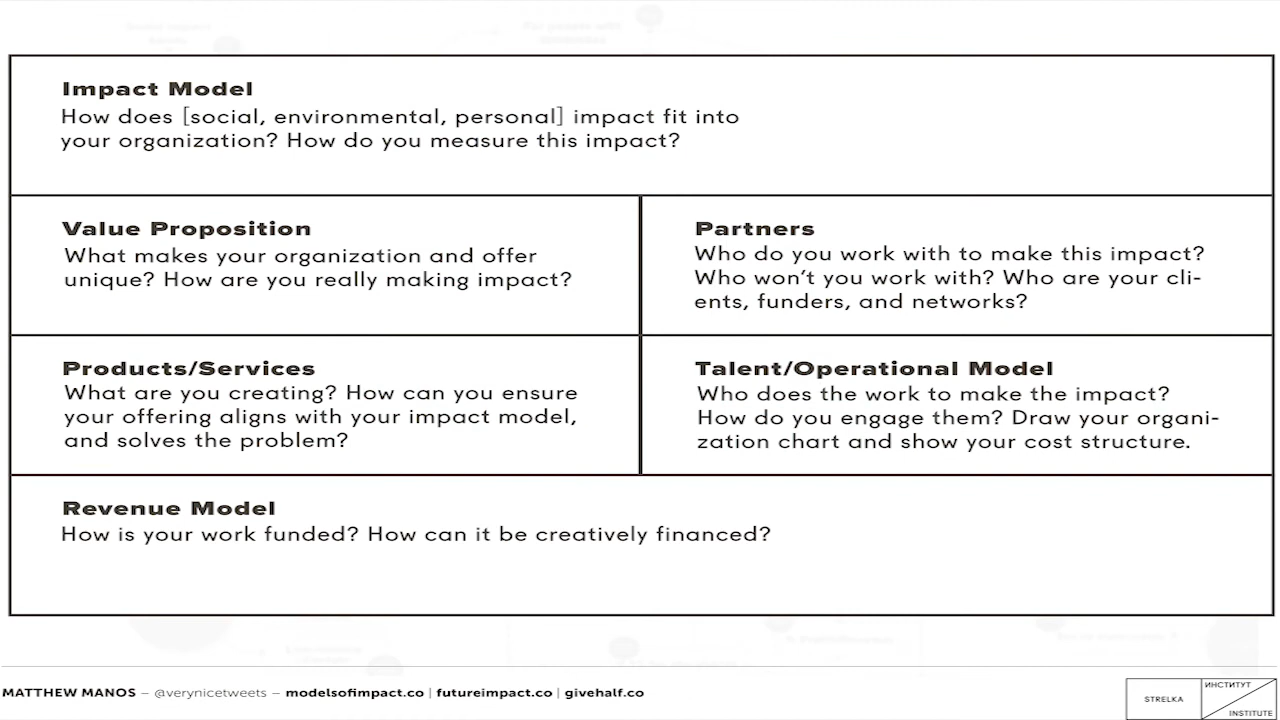 Impact Model
How does [social, environmental, personal] impact fit into
your organization? How do you measure this impact?
Value Proposition
What makes your organization and offer
unique? How are you really making impact?
Partners
Who do you work with to make this impact?
Who won't you work with? Who are your cli-
ents, funders, and networks?
Products/Services
What are you creating? How can you ensure
your offering aligns with your impact model,
and solves the problem?
Talent/Operational Model
Who does the work to make the impact?
How do you engage them? Draw your organi-
zation chart and show your cost structure.
Revenue Model
How is your work funded? How can it be creatively financed?
MATTHEW MANOS – @verynicetweets – modelsofimpact.co | futureimpact.co | givehalf.co
STRELKA
ИНСТИТУТ
INSTITUTE